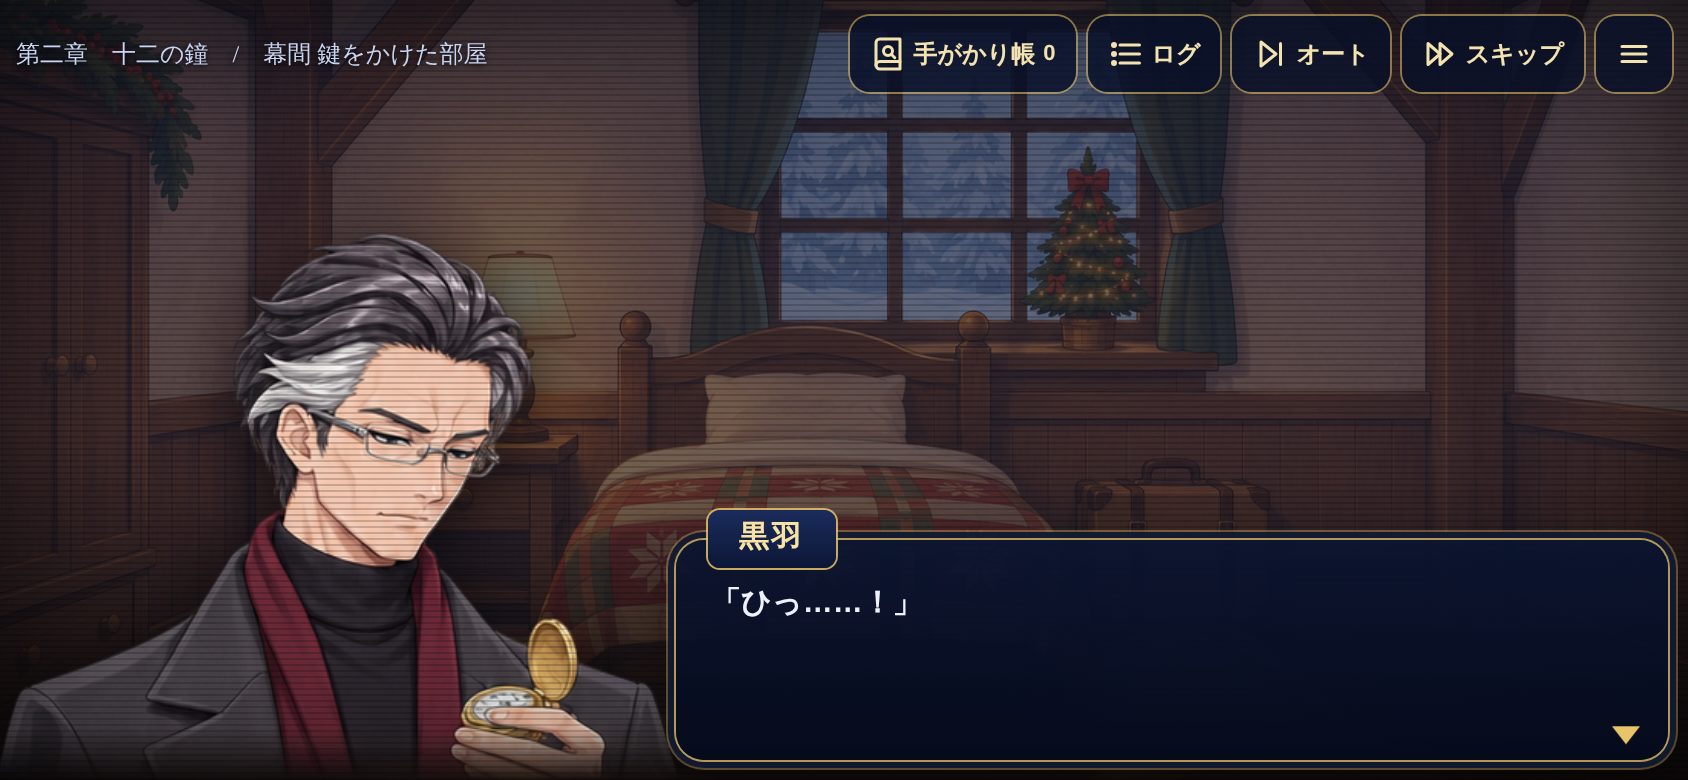 第二章 十二の鐘 / 幕間 鍵をかけた部屋
手がかり帳 0
ログ
オート
スキップ
黒羽
「ひっ……！」